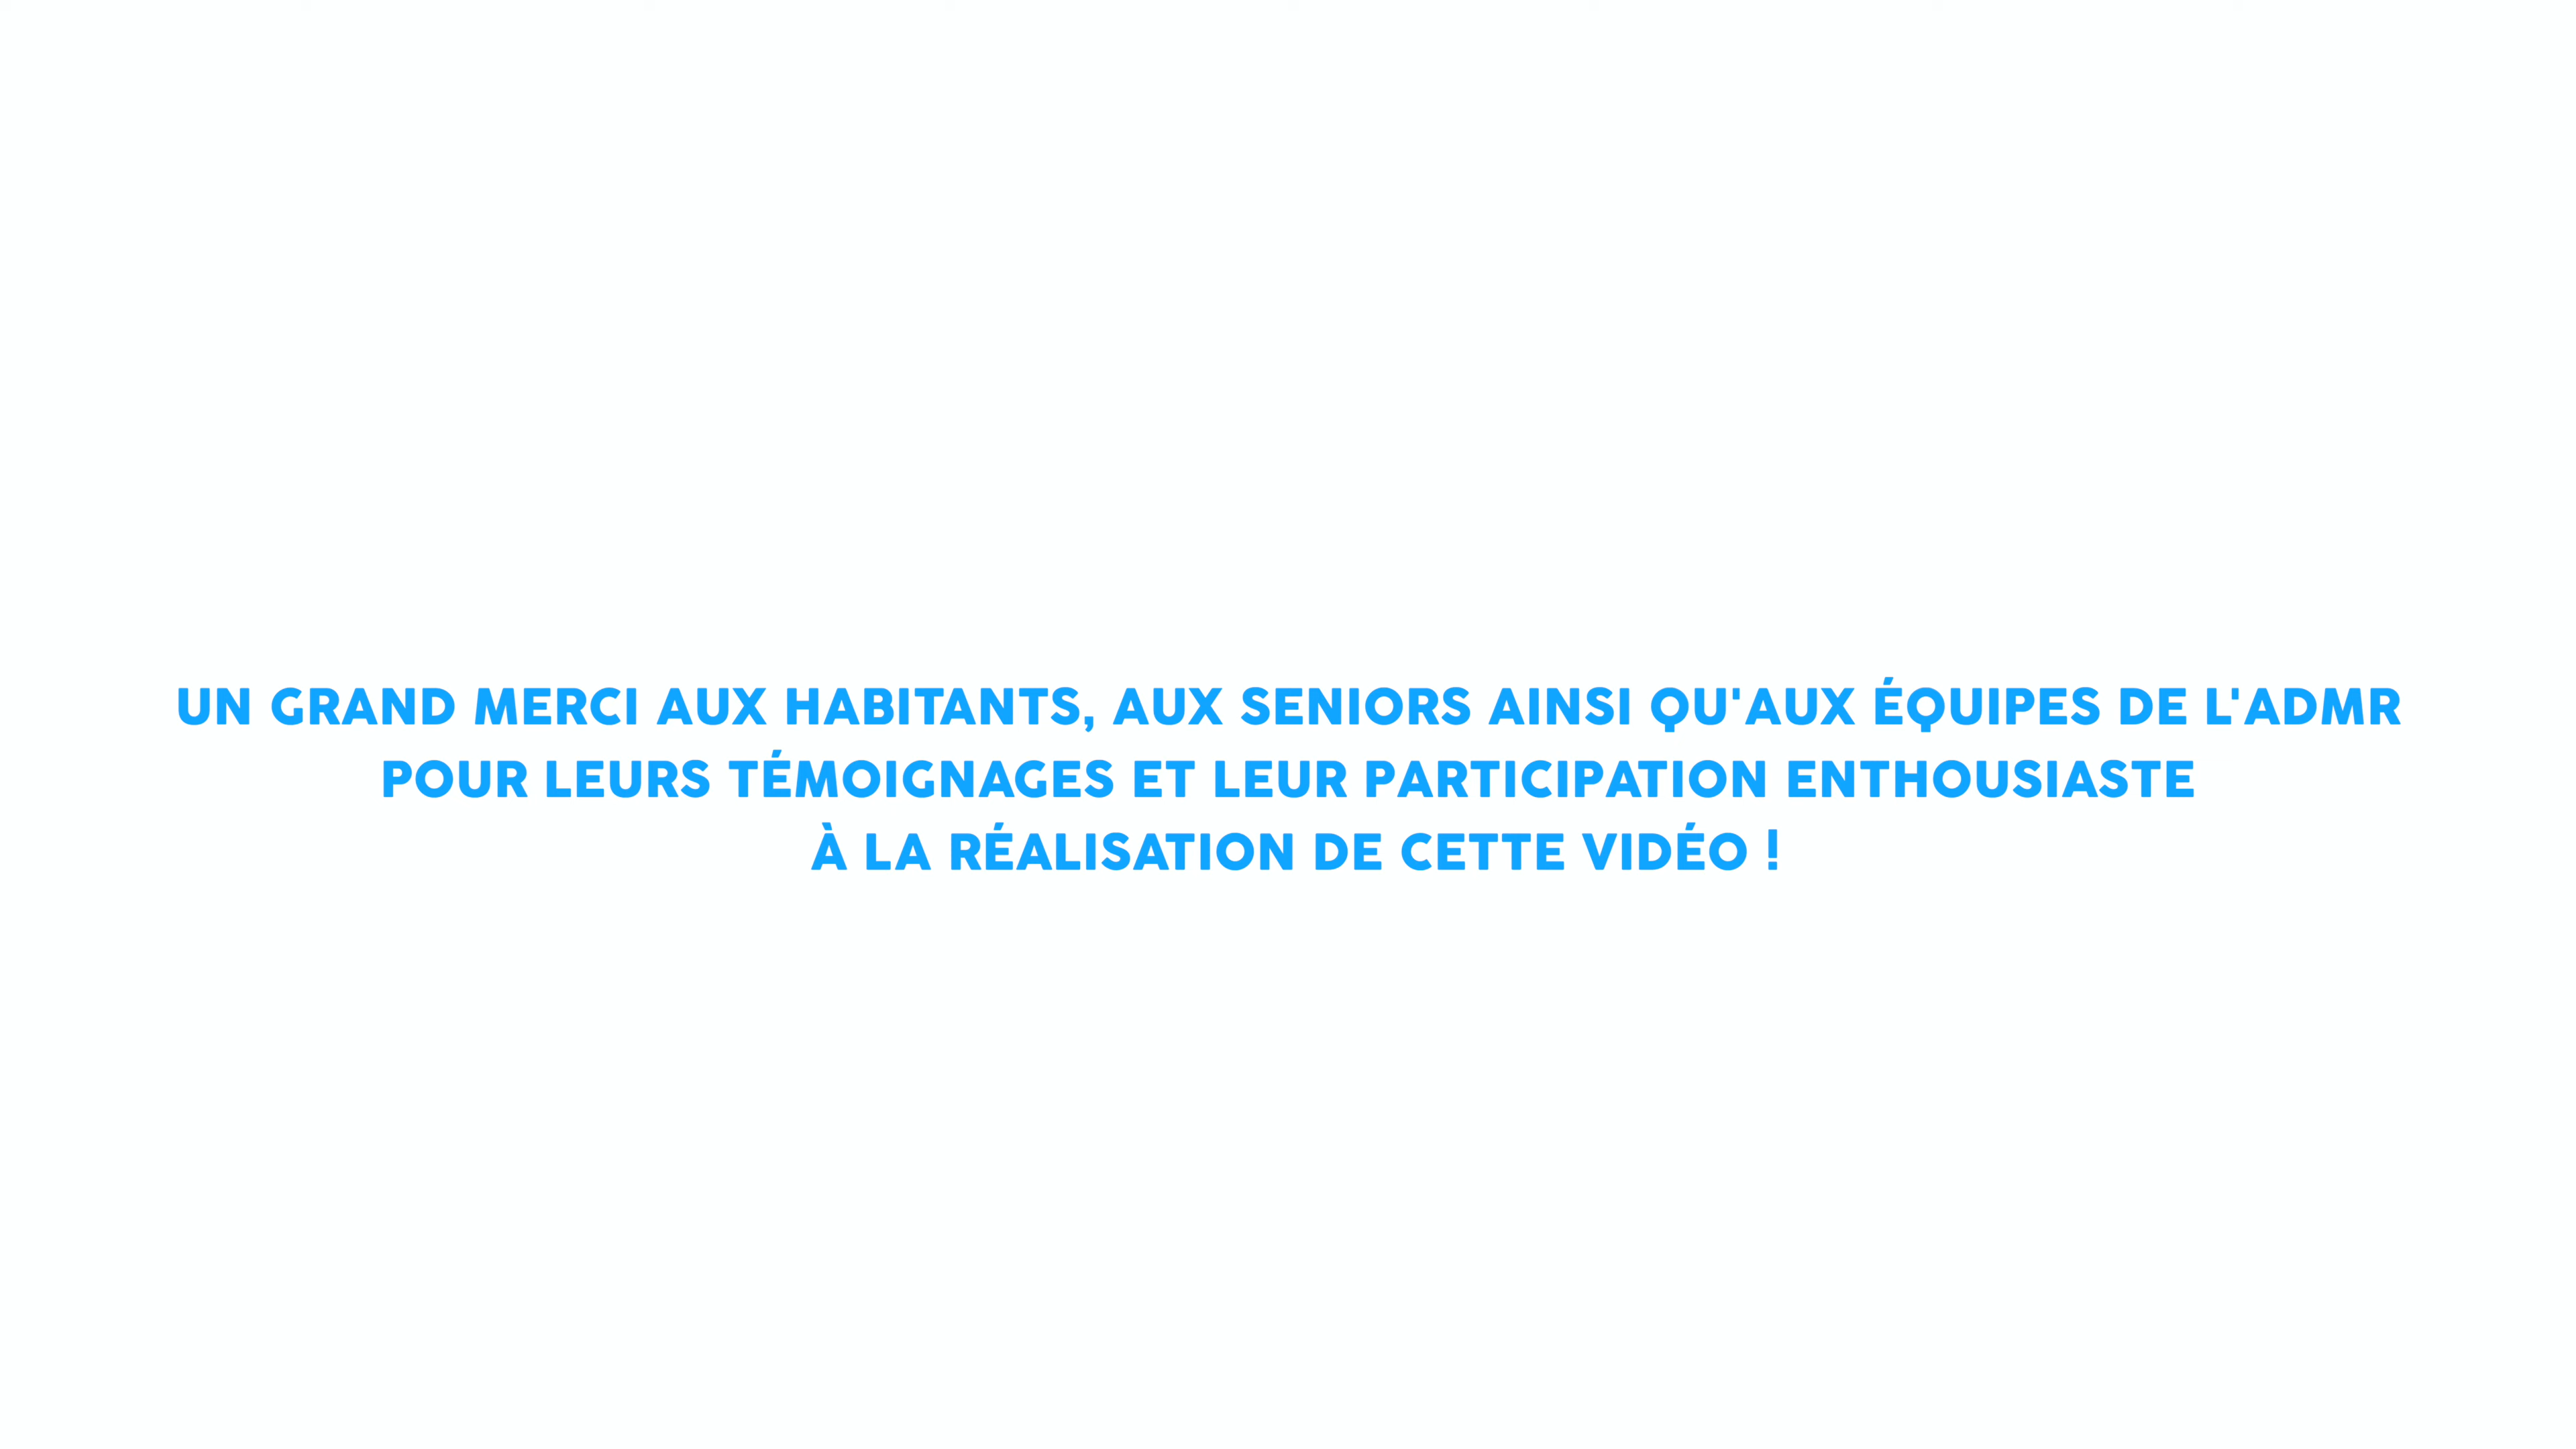 UN GRAND MERCI AUX HABITANTS, AUX SENIORS AINSI QU'AUX ÉQUIPES DE L'ADMR
POUR LEURS TÉMOIGNAGES ET LEUR PARTICIPATION ENTHOUSIASTE
À LA RÉALISATION DE CETTE VIDÉO !